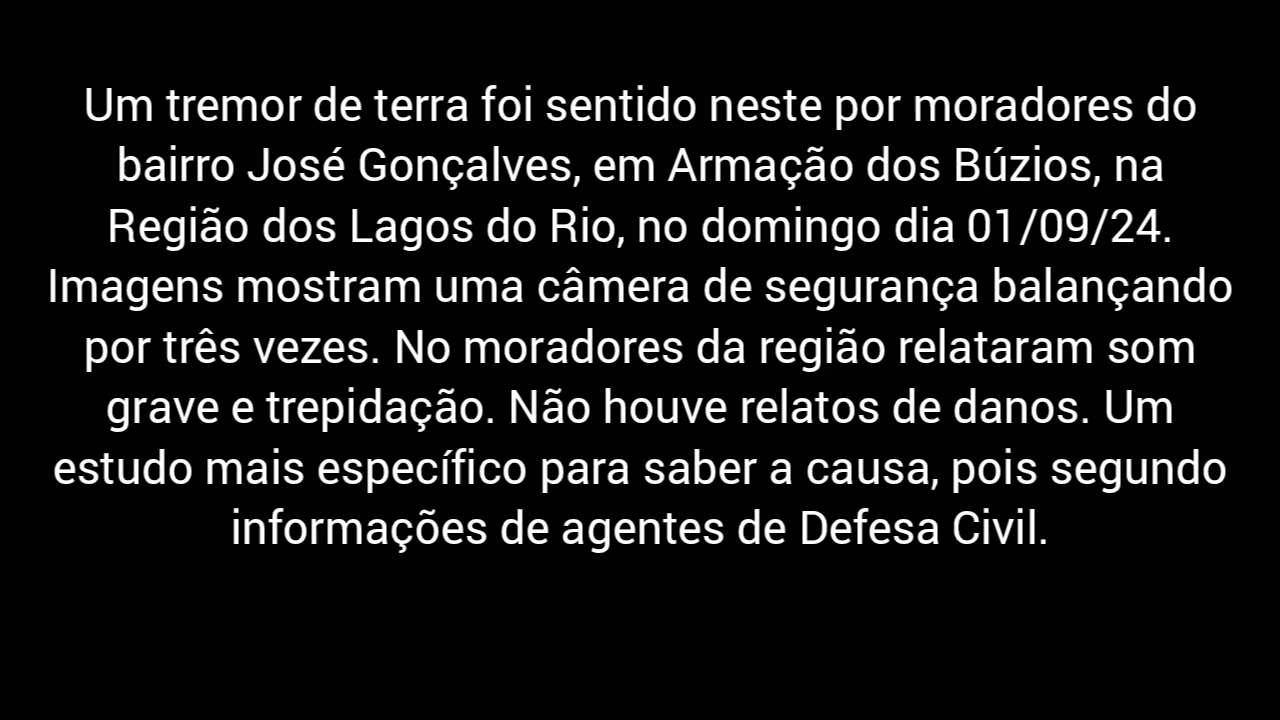 Um tremor de terra foi sentido neste por moradores do
bairro José Gonçalves, em Armação dos Búzios, na
Região dos Lagos do Rio, no domingo dia 01/09/24.
Imagens mostram uma câmera de segurança balançando
por três vezes. No moradores da região relataram som
grave e trepidação. Não houve relatos de danos. Um
estudo mais específico para saber a causa, pois segundo
informações de agentes de Defesa Civil.